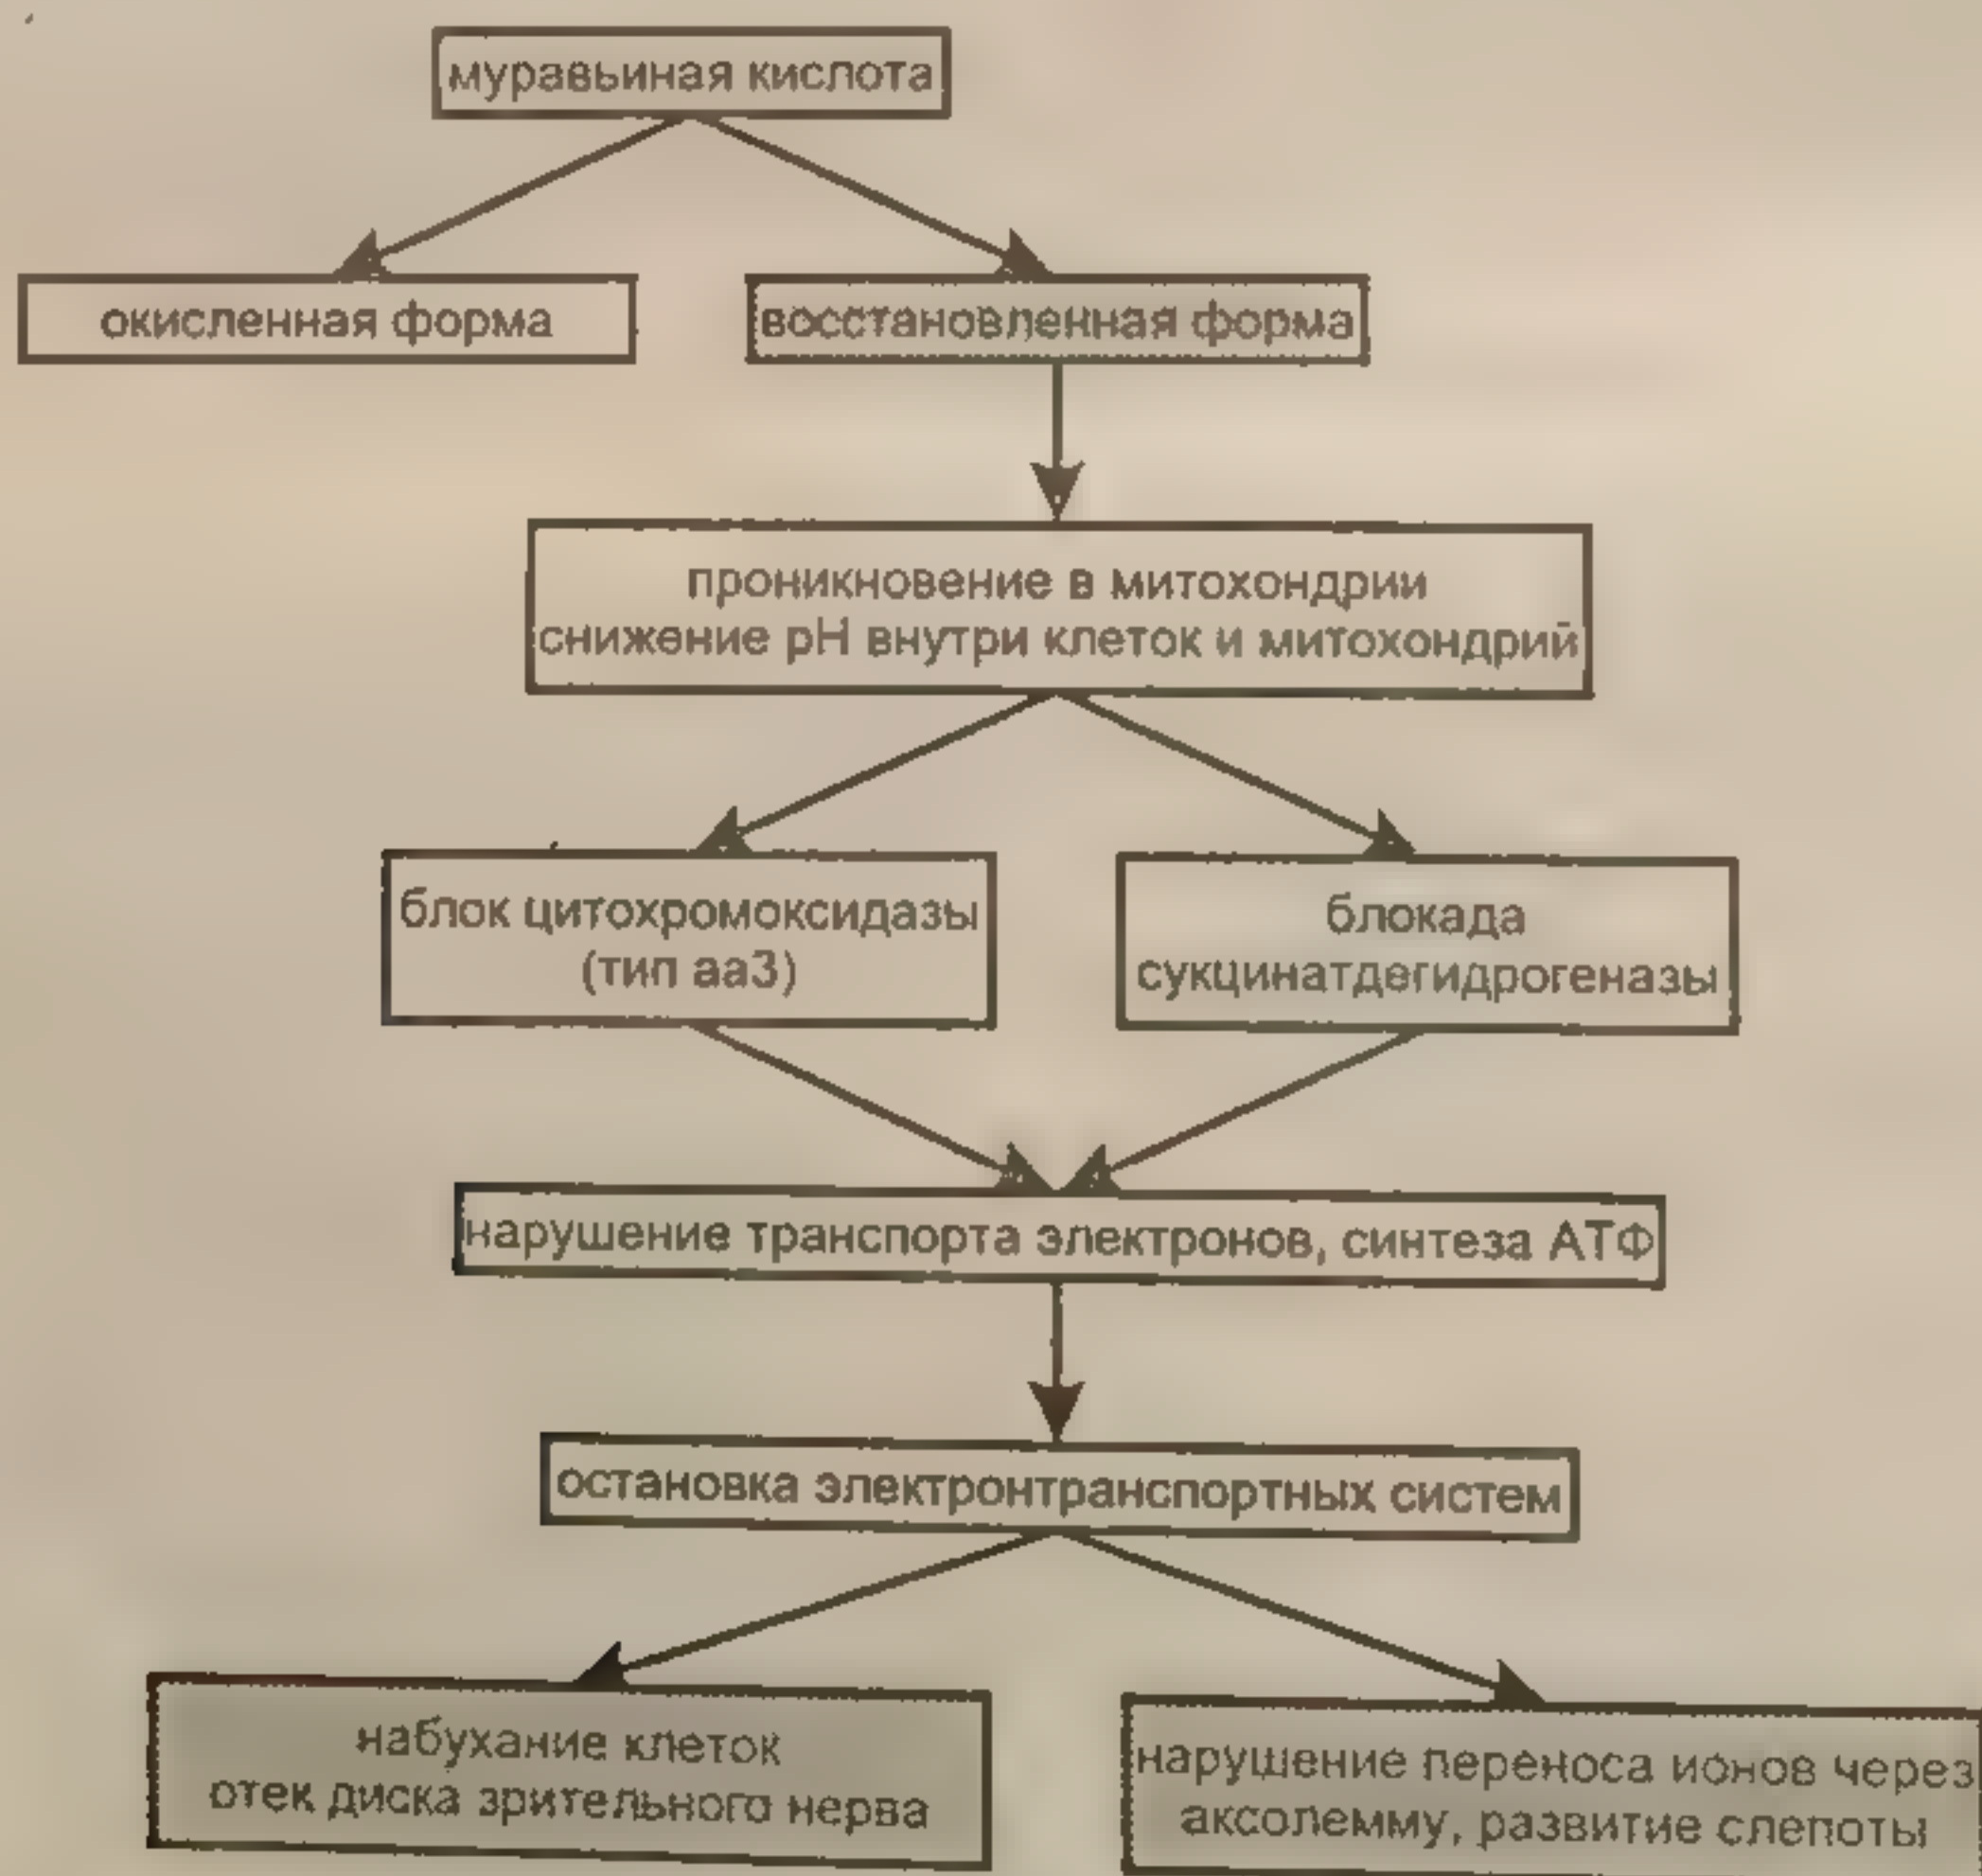 муравьиная кислота
окисленная форма
восстановленная форма
проникновение в митохондрии
снижение pH внутри клеток и митохондрий
блок цитохромоксидазы
(тип аа3)
блокада
сукцинатдегидрогеназы
нарушение транспорта электронов, синтеза АТФ
остановка электронтранспортных систем
набухание клеток
отек диска зрительного нерва
нарушение переноса ионов через
аксолемму, развитие слепоты